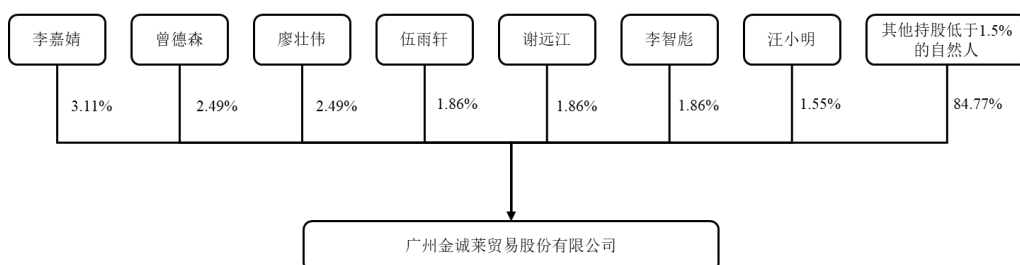 李嘉婧
曾德森
廖壮伟
伍雨轩
谢远江
李智彪
汪小明
其他持股低于1.5%
的自然人
3.11%
2.49%
2.49%
1.86%
1.86%
1.86%
1.55%
84.77%
广州金诚莱贸易股份有限公司